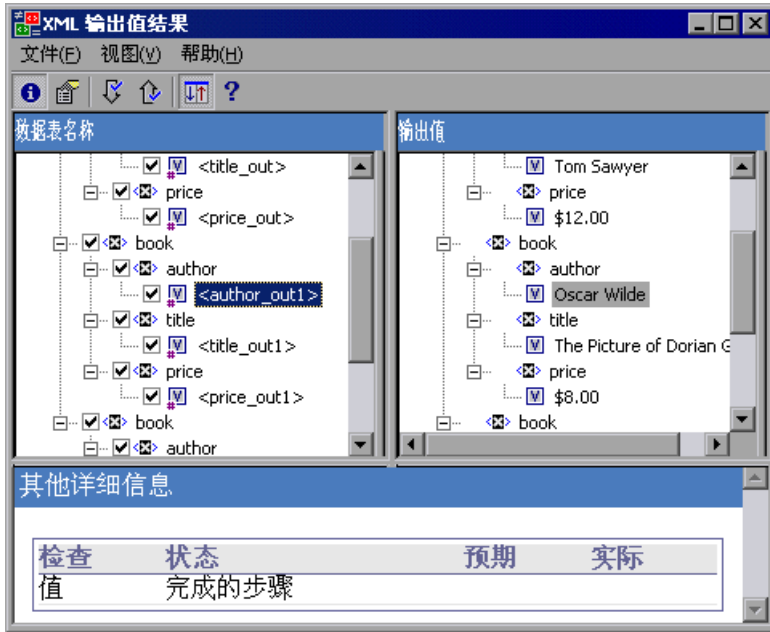 XML 输出值结果
文件(F) 视图(V) 帮助(H)
数据表名称
<title_out>
price
<price_out>
book
author
<author_out1>
title
<title_out1>
price
<price_out1>
book
author
输出值
Tom Sawyer
price
$12.00
book
author
Oscar Wilde
title
The Picture of Dorian G
price
$8.00
book
其他详细信息
检查 状态 预期 实际
值 完成的步骤